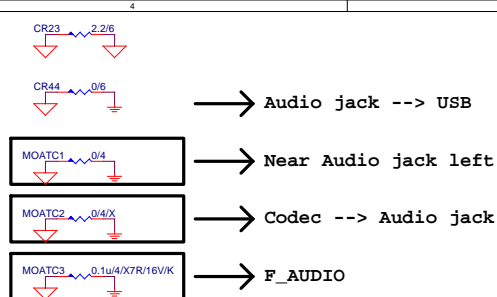 4
CR23 2.2/6
CR44 0/6
Audio jack --> USB
MOATC1 0/4
Near Audio jack left
MOATC2 0/4/X
Codec --> Audio jack
MOATC3 0.1u/4/X7R/16V/K
F_AUDIO